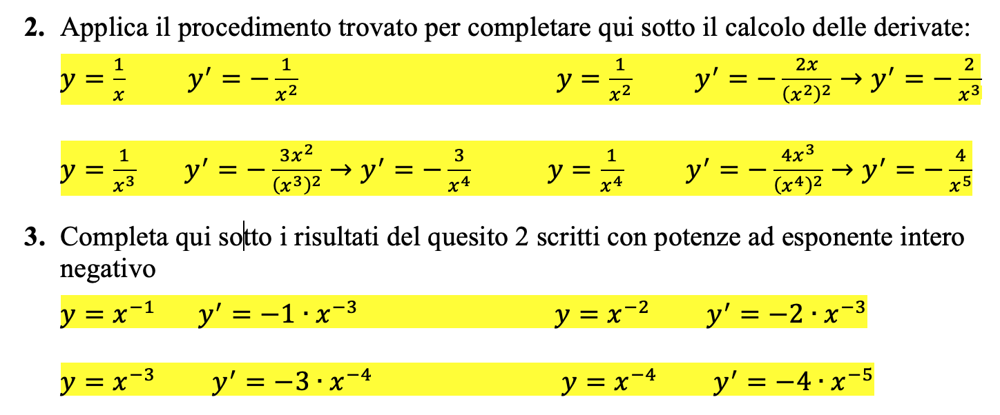 2. Applica il procedimento trovato per completare qui sotto il calcolo delle derivate:
y = 1/x   y′ = −1/x²   y = 1/x²   y′ = −2x/(x²)² → y′ = −2/x³
y = 1/x³   y′ = −3x²/(x³)² → y′ = −3/x⁴   y = 1/x⁴   y′ = −4x³/(x⁴)² → y′ = −4/x⁵
3. Completa qui sotto i risultati del quesito 2 scritti con potenze ad esponente intero
negativo
y = x⁻¹   y′ = −1 · x⁻³   y = x⁻²   y′ = −2 · x⁻³
y = x⁻³   y′ = −3 · x⁻⁴   y = x⁻⁴   y′ = −4 · x⁻⁵